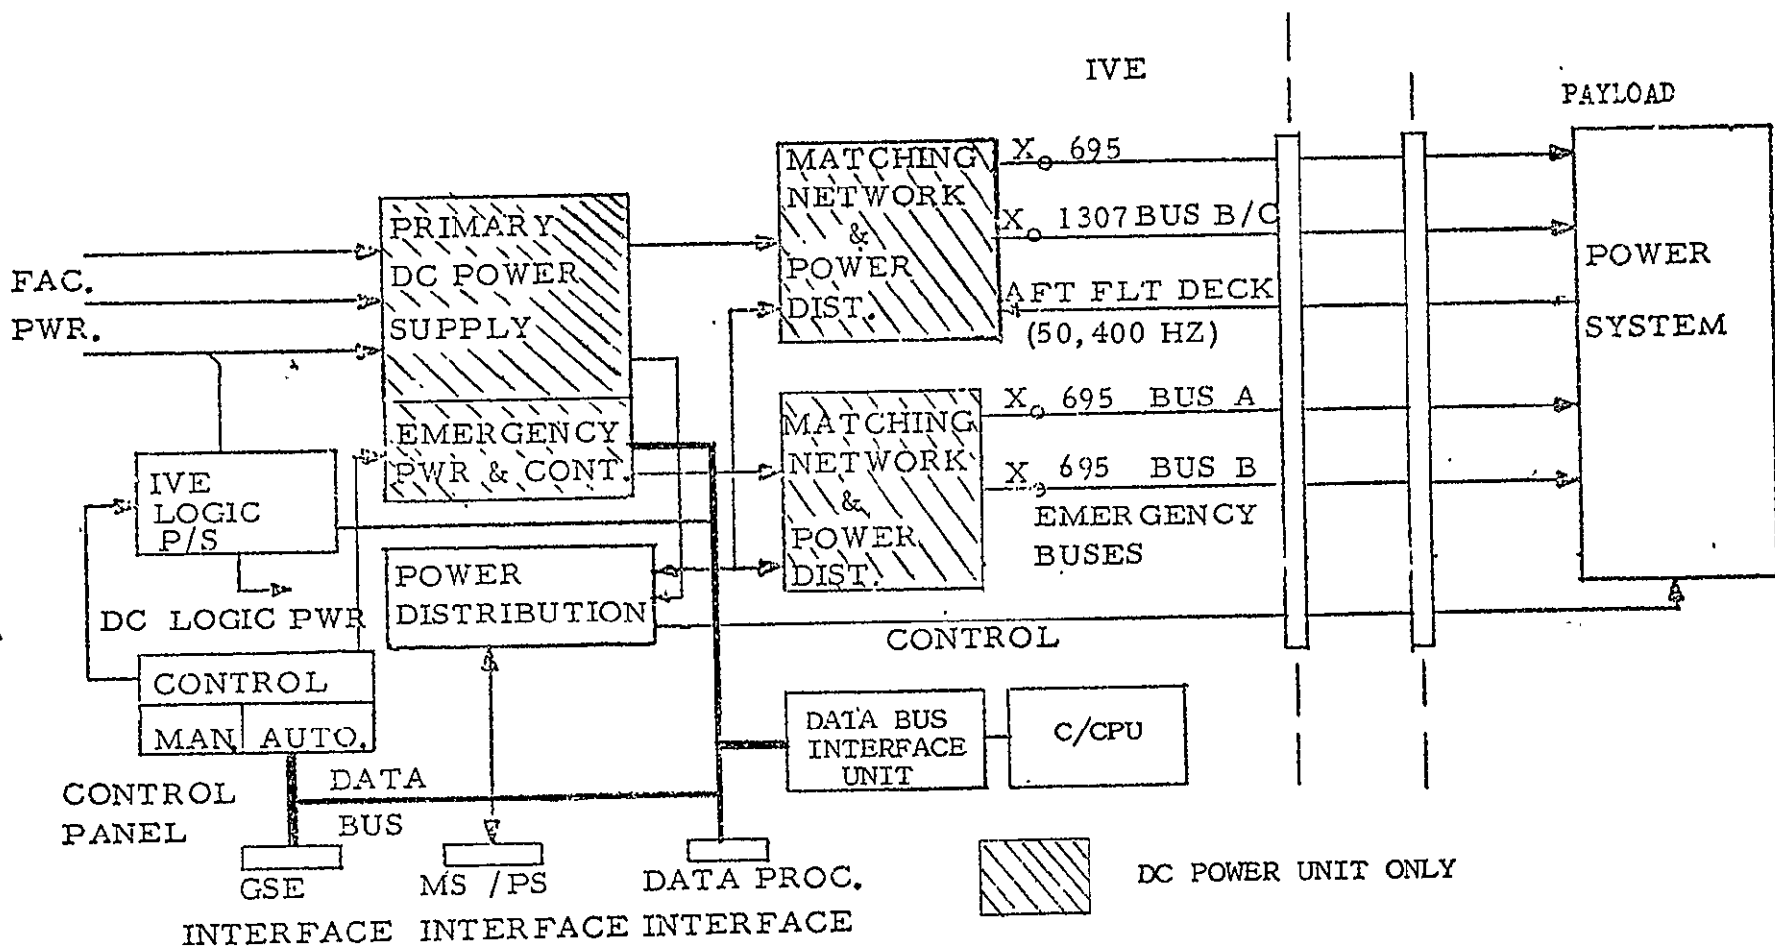 IVE
PAYLOAD
FAC.
PWR.
PRIMARY
DC POWER
SUPPLY
EMERGENCY
PWR & CONT.
MATCHING
NETWORK
&
POWER
DIST.
X₀ 695
X₀ 1307 BUS B/C
AFT FLT DECK
(50,400 HZ)
POWER
SYSTEM
MATCHING
NETWORK
&
POWER
DIST.
X₀ 695 BUS A
X₀ 695 BUS B
EMERGENCY
BUSES
IVE
LOGIC
P/S
DC LOGIC PWR
POWER
DISTRIBUTION
CONTROL
CONTROL
MAN. AUTO.
CONTROL
PANEL
DATA
BUS
DATA BUS
INTERFACE
UNIT
C/CPU
GSE
INTERFACE
MS /PS
INTERFACE
DATA PROC.
INTERFACE
DC POWER UNIT ONLY